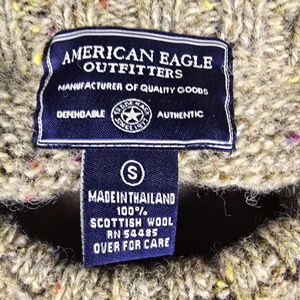 AMERICAN EAGLE
OUTFITTERS
MANUFACTURER OF QUALITY GOODS
DEPENDABLE AUTHENTIC
S
MADE IN THAILAND
100%
SCOTTISH WOOL
RN 54485
OVER FOR CARE